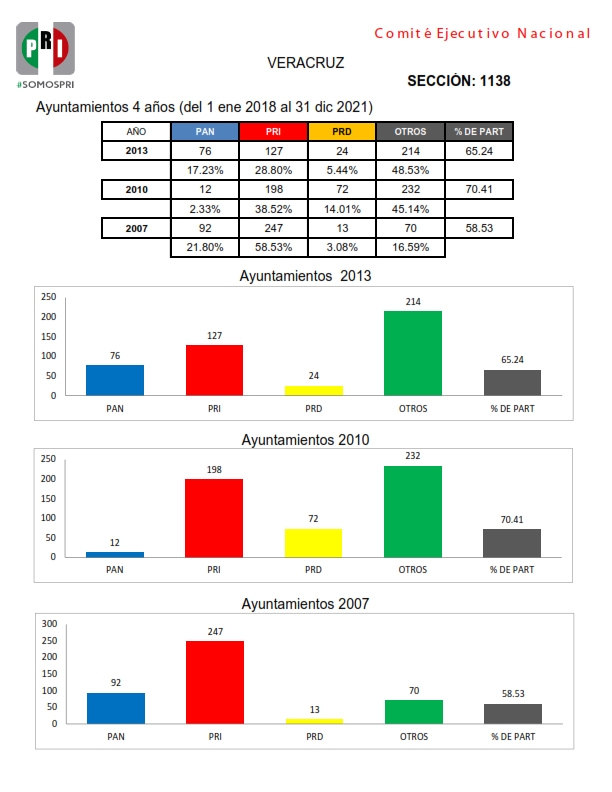 PRI
#SOMOSPRI
Comité Ejecutivo Nacional
VERACRUZ
SECCIÓN: 1138
Ayuntamientos 4 años (del 1 ene 2018 al 31 dic 2021)
AÑO PAN PRI PRD OTROS % DE PART
2013 76 127 24 214 65.24
17.23% 28.80% 5.44% 48.53%
2010 12 198 72 232 70.41
2.33% 38.52% 14.01% 45.14%
2007 92 247 13 70 58.53
21.80% 58.53% 3.08% 16.59%
Ayuntamientos 2013
250
200
150
100
50
0
76 127 24 214 65.24
PAN PRI PRD OTROS % DE PART
Ayuntamientos 2010
250
200
150
100
50
0
12 198 72 232 70.41
PAN PRI PRD OTROS % DE PART
Ayuntamientos 2007
300
250
200
150
100
50
0
92 247 13 70 58.53
PAN PRI PRD OTROS % DE PART